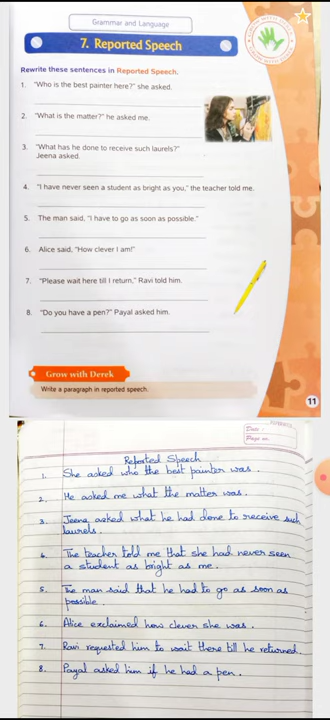 Grammar and Language
7. Reported Speech
Rewrite these sentences in Reported Speech.
1. "Who is the best painter here?" she asked.
2. "What is the matter?" he asked me.
3. "What has he done to receive such laurels?"
Jeena asked.
4. "I have never seen a student as bright as you," the teacher told me.
5. The man said, "I have to go as soon as possible."
6. Alice said, "How clever I am!"
7. "Please wait here till I return," Ravi told him.
8. "Do you have a pen?" Payal asked him.
Grow with Derek
Write a paragraph in reported speech.
11
Date :
Page no.
Reported Speech
1. She asked who the best painter was.
2. He asked me what the matter was.
3. Jeena asked what he had done to receive such
laurels.
4. The teacher told me that she had never seen
a student as bright as me.
5. The man said that he had to go as soon as
possible.
6. Alice exclaimed how clever she was.
7. Ravi requested him to wait there till he returned.
8. Payal asked him if he had a pen.